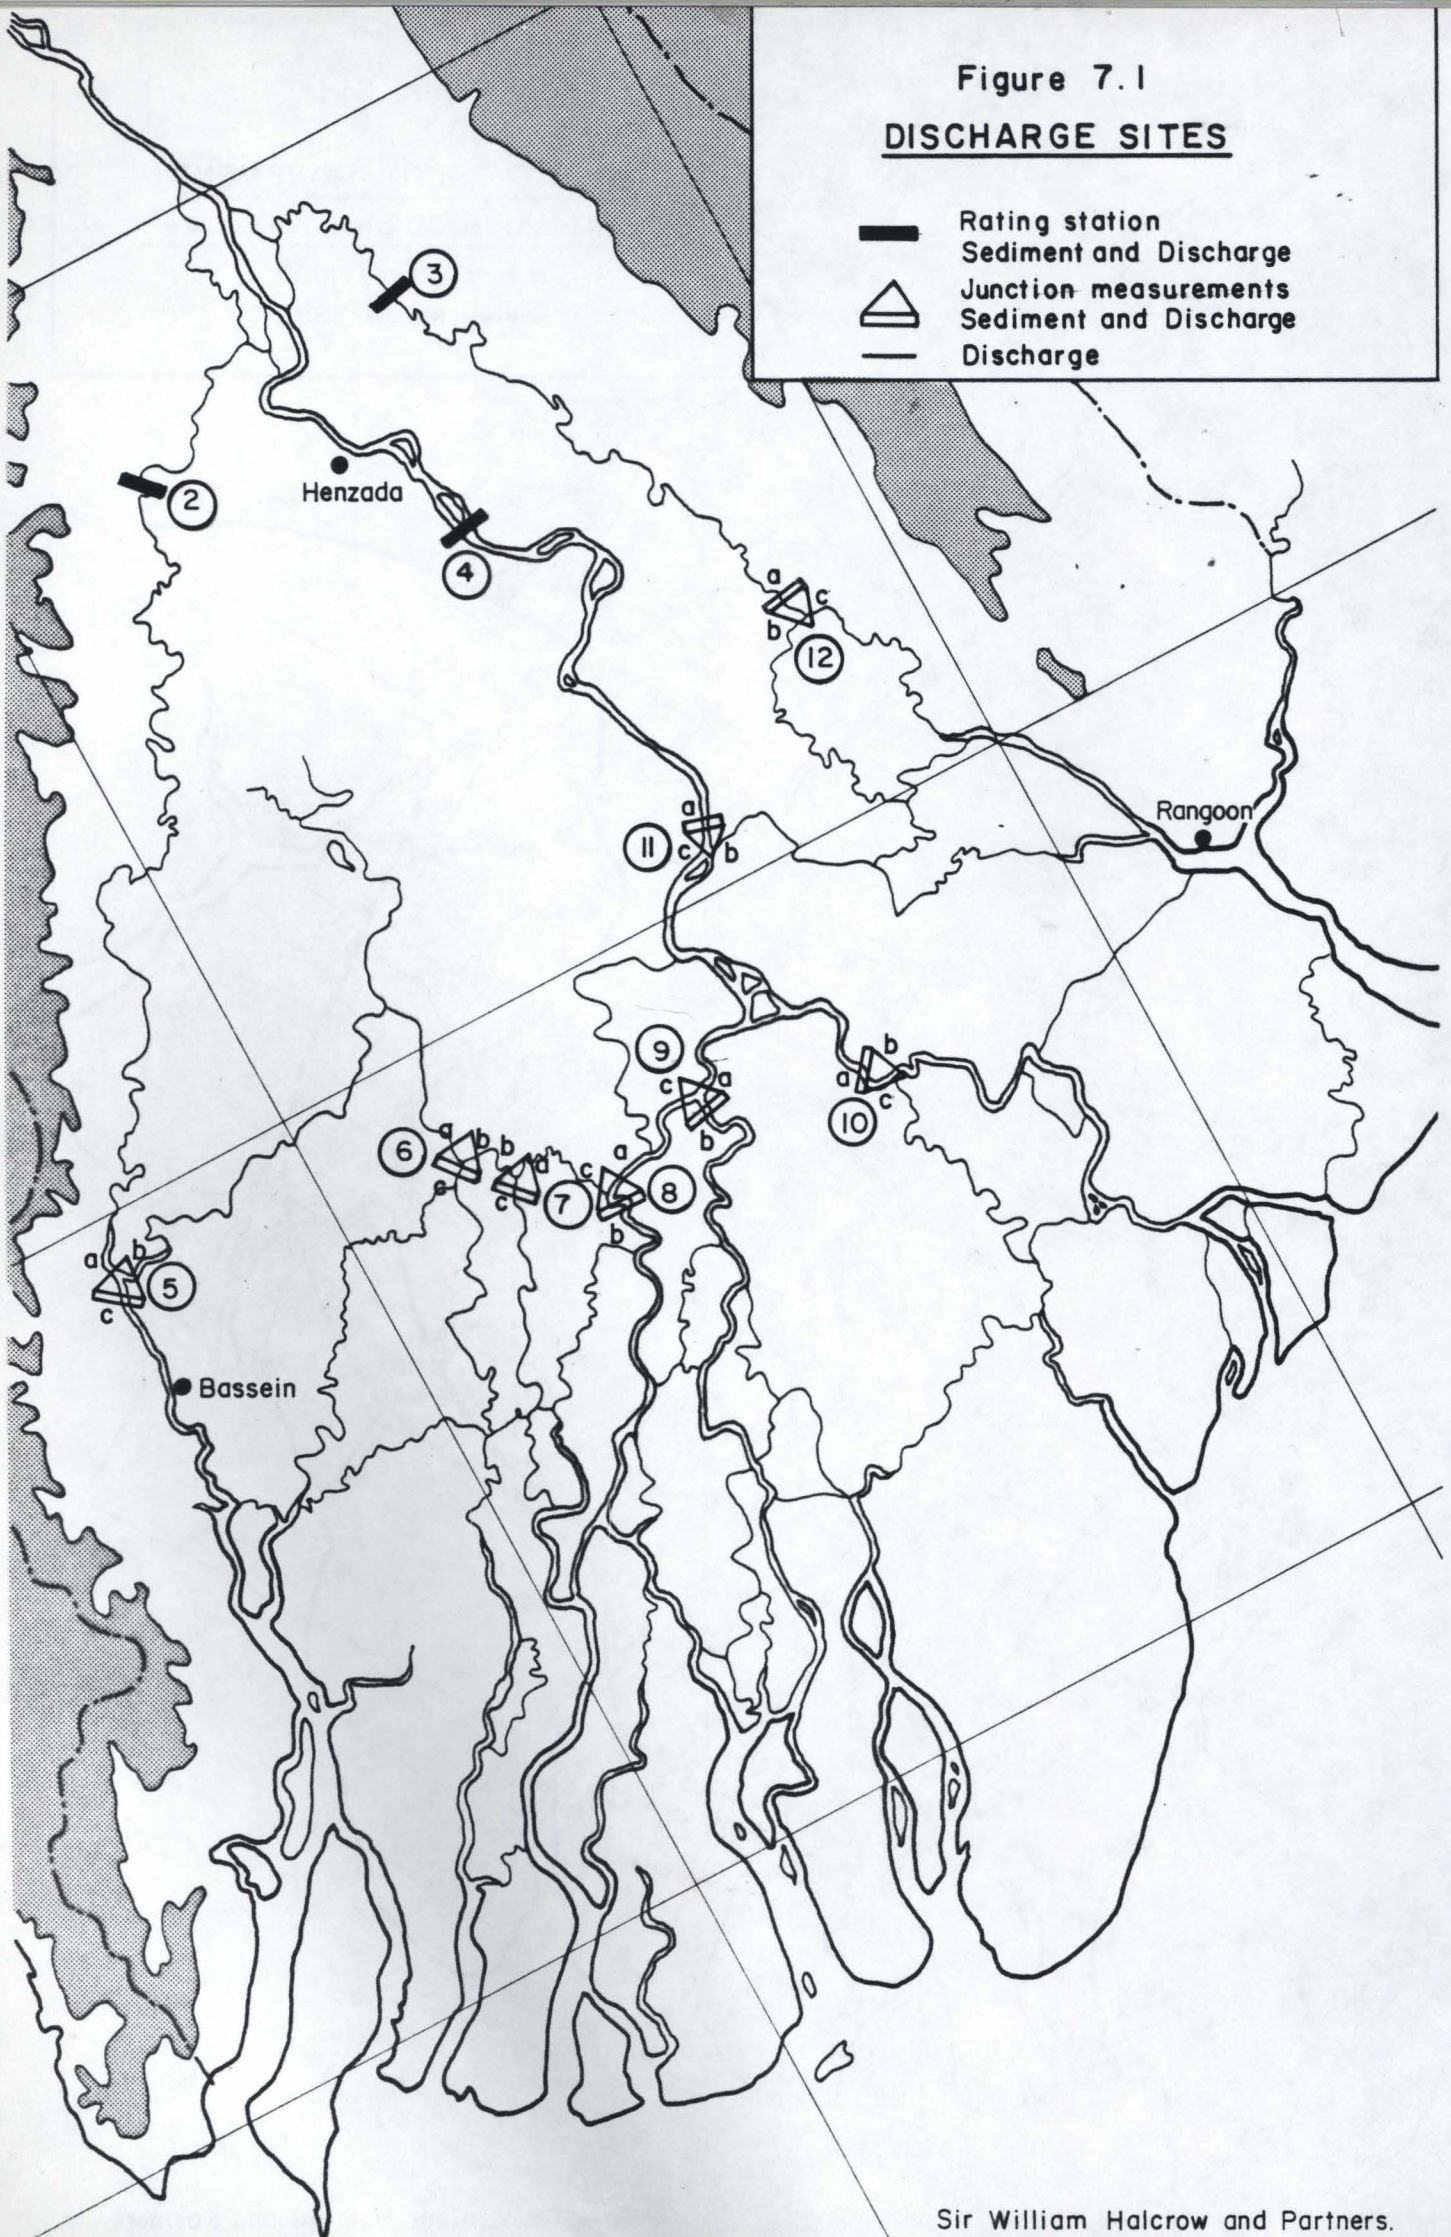 Figure 7.1
DISCHARGE SITES
Rating station
Sediment and Discharge
Junction measurements
Sediment and Discharge
Discharge
3
2
Henzada
4
a
c
b
12
Rangoon
a
11
c
b
9
c
a
b
b
a
c
10
6
a
b
c
b
a
c
7
a
c
8
b
a
b
5
c
Bassein
Sir William Halcrow and Partners.